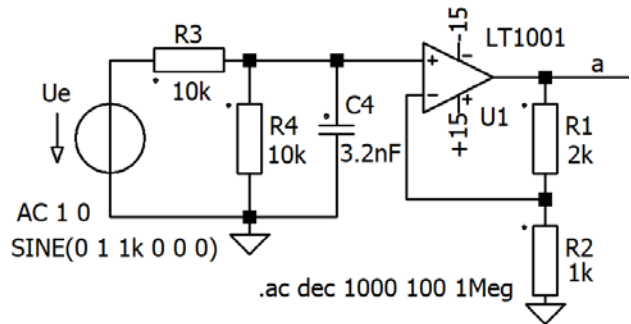 R3
10k
Ue
R4
10k
C4
3.2nF
-15
LT1001
+
-
-
+
+15
U1
a
R1
2k
R2
1k
AC 1 0
SINE(0 1 1k 0 0 0)
.ac dec 1000 100 1Meg